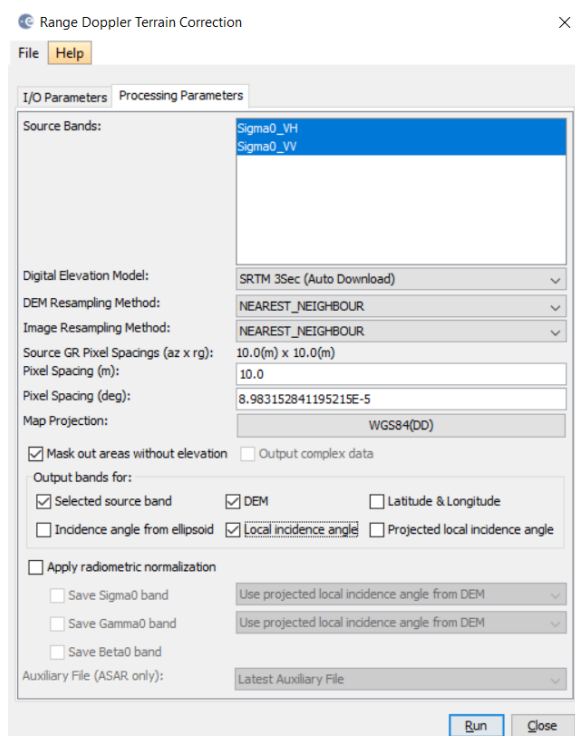 Range Doppler Terrain Correction
File Help
I/O Parameters Processing Parameters
Source Bands: Sigma0_VH
Sigma0_VV
Digital Elevation Model: SRTM 3Sec (Auto Download)
DEM Resampling Method: NEAREST_NEIGHBOUR
Image Resampling Method: NEAREST_NEIGHBOUR
Source GR Pixel Spacings (az x rg): 10.0(m) x 10.0(m)
Pixel Spacing (m): 10.0
Pixel Spacing (deg): 8.983152841195215E-5
Map Projection: WGS84(DD)
Mask out areas without elevation Output complex data
Output bands for:
Selected source band DEM Latitude & Longitude
Incidence angle from ellipsoid Local incidence angle Projected local incidence angle
Apply radiometric normalization
Save Sigma0 band Use projected local incidence angle from DEM
Save Gamma0 band Use projected local incidence angle from DEM
Save Beta0 band
Auxiliary File (ASAR only): Latest Auxiliary File
Run Close